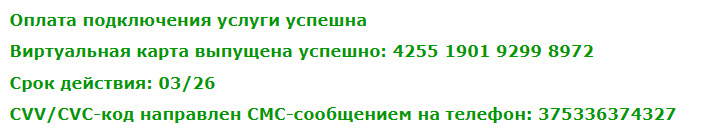 Оплата подключения услуги успешна
Виртуальная карта выпущена успешно: 4255 1901 9299 8972
Срок действия: 03/26
CVV/CVC-код направлен СМС-сообщением на телефон: 375336374327